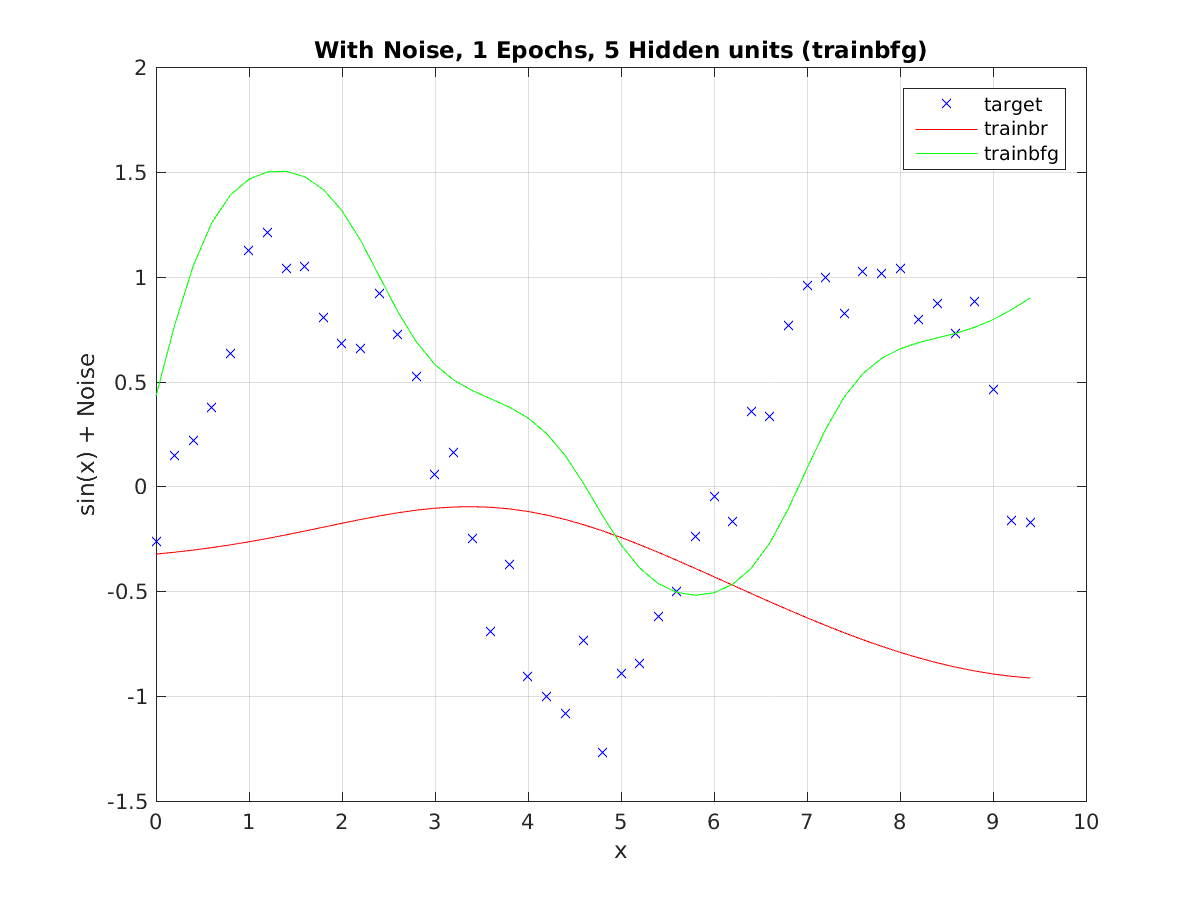 With Noise, 1 Epochs, 5 Hidden units (trainbfg)
target
trainbr
trainbfg
sin(x) + Noise
2
1.5
1
0.5
0
-0.5
-1
-1.5
0 1 2 3 4 5 6 7 8 9 10
x